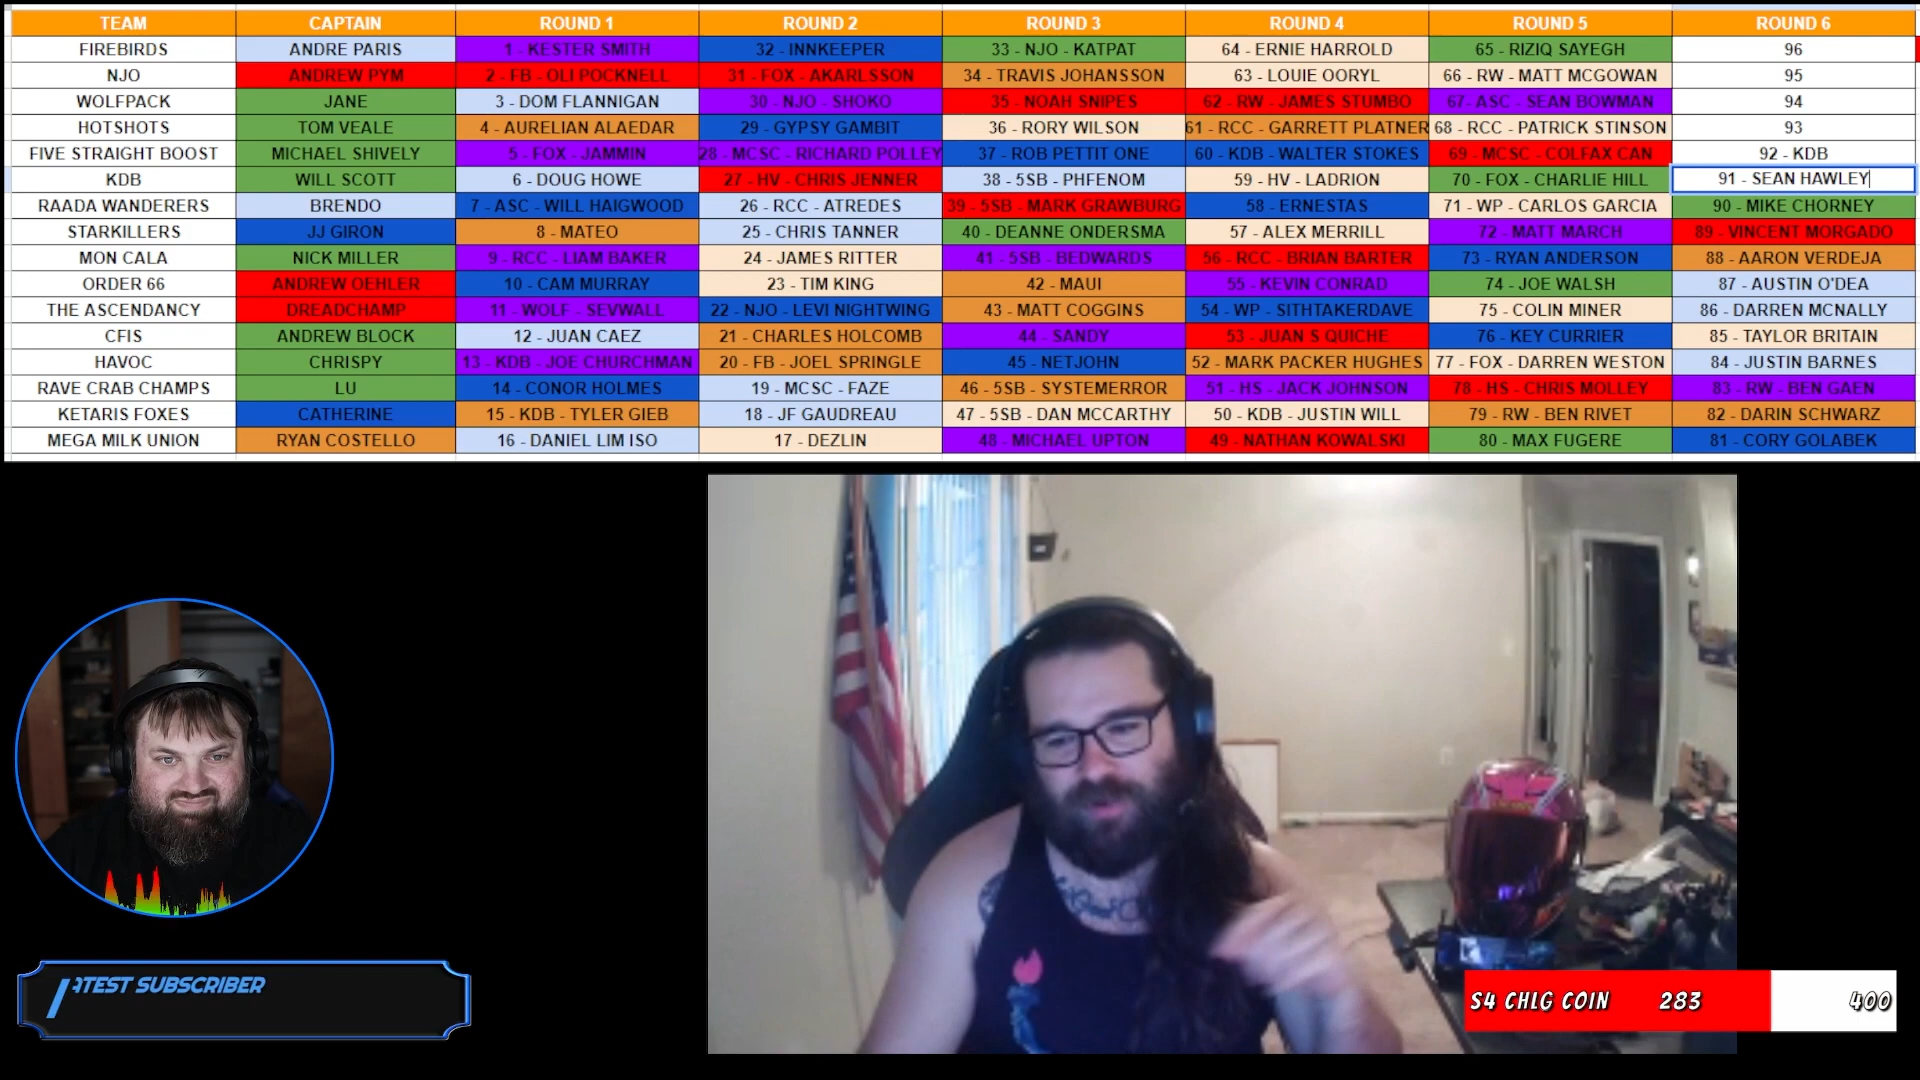 TEAM CAPTAIN ROUND 1 ROUND 2 ROUND 3 ROUND 4 ROUND 5 ROUND 6
FIREBIRDS ANDRE PARIS 1 - KESTER SMITH 32 - INNKEEPER 33 - NJO - KATPAT 64 - ERNIE HARROLD 65 - RIZIQ SAYEGH 96
NJO ANDREW PYM 2 - FB - OLI POCKNELL 31 - FOX - AKARLSSON 34 - TRAVIS JOHANSSON 63 - LOUIE OORYL 66 - RW - MATT MCGOWAN 95
WOLFPACK JANE 3 - DOM FLANNIGAN 30 - NJO - SHOKO 35 - NOAH SNIPES 62 - RW - JAMES STUMBO 67- ASC - SEAN BOWMAN 94
HOTSHOTS TOM VEALE 4 - AURELIAN ALAEDAR 29 - GYPSY GAMBIT 36 - RORY WILSON 61 - RCC - GARRETT PLATNER 68 - RCC - PATRICK STINSON 93
FIVE STRAIGHT BOOST MICHAEL SHIVELY 5 - FOX - JAMMIN 28 - MCSC - RICHARD POLLEY 37 - ROB PETTIT ONE 60 - KDB - WALTER STOKES 69 - MCSC - COLFAX CAN 92 - KDB
KDB WILL SCOTT 6 - DOUG HOWE 27 - HV - CHRIS JENNER 38 - 5SB - PHFENOM 59 - HV - LADRION 70 - FOX - CHARLIE HILL 91 - SEAN HAWLEY
RAADA WANDERERS BRENDO 7 - ASC - WILL HAIGWOOD 26 - RCC - ATREDES 39 - 5SB - MARK GRAWBURG 58 - ERNESTAS 71 - WP - CARLOS GARCIA 90 - MIKE CHORNEY
STARKILLERS JJ GIRON 8 - MATEO 25 - CHRIS TANNER 40 - DEANNE ONDERSMA 57 - ALEX MERRILL 72 - MATT MARCH 89 - VINCENT MORGADO
MON CALA NICK MILLER 9 - RCC - LIAM BAKER 24 - JAMES RITTER 41 - 5SB - BEDWARDS 56 - RCC - BRIAN BARTER 73 - RYAN ANDERSON 88 - AARON VERDEJA
ORDER 66 ANDREW OEHLER 10 - CAM MURRAY 23 - TIM KING 42 - MAUI 55 - KEVIN CONRAD 74 - JOE WALSH 87 - AUSTIN O'DEA
THE ASCENDANCY DREADCHAMP 11 - WOLF - SEVWALL 22 - NJO - LEVI NIGHTWING 43 - MATT COGGINS 54 - WP - SITHTAKERDAVE 75 - COLIN MINER 86 - DARREN MCNALLY
CFIS ANDREW BLOCK 12 - JUAN CAEZ 21 - CHARLES HOLCOMB 44 - SANDY 53 - JUAN S QUICHE 76 - KEY CURRIER 85 - TAYLOR BRITAIN
HAVOC CHRISPY 13 - KDB - JOE CHURCHMAN 20 - FB - JOEL SPRINGLE 45 - NETJOHN 52 - MARK PACKER HUGHES 77 - FOX - DARREN WESTON 84 - JUSTIN BARNES
RAVE CRAB CHAMPS LU 14 - CONOR HOLMES 19 - MCSC - FAZE 46 - 5SB - SYSTEMERROR 51 - HS - JACK JOHNSON 78 - HS - CHRIS MOLLEY 83 - RW - BEN GAEN
KETARIS FOXES CATHERINE 15 - KDB - TYLER GIEB 18 - JF GAUDREAU 47 - 5SB - DAN MCCARTHY 50 - KDB - JUSTIN WILL 79 - RW - BEN RIVET 82 - DARIN SCHWARZ
MEGA MILK UNION RYAN COSTELLO 16 - DANIEL LIM ISO 17 - DEZLIN 48 - MICHAEL UPTON 49 - NATHAN KOWALSKI 80 - MAX FUGERE 81 - CORY GOLABEK
ATEST SUBSCRIBER
S4 CHLG COIN 283 400